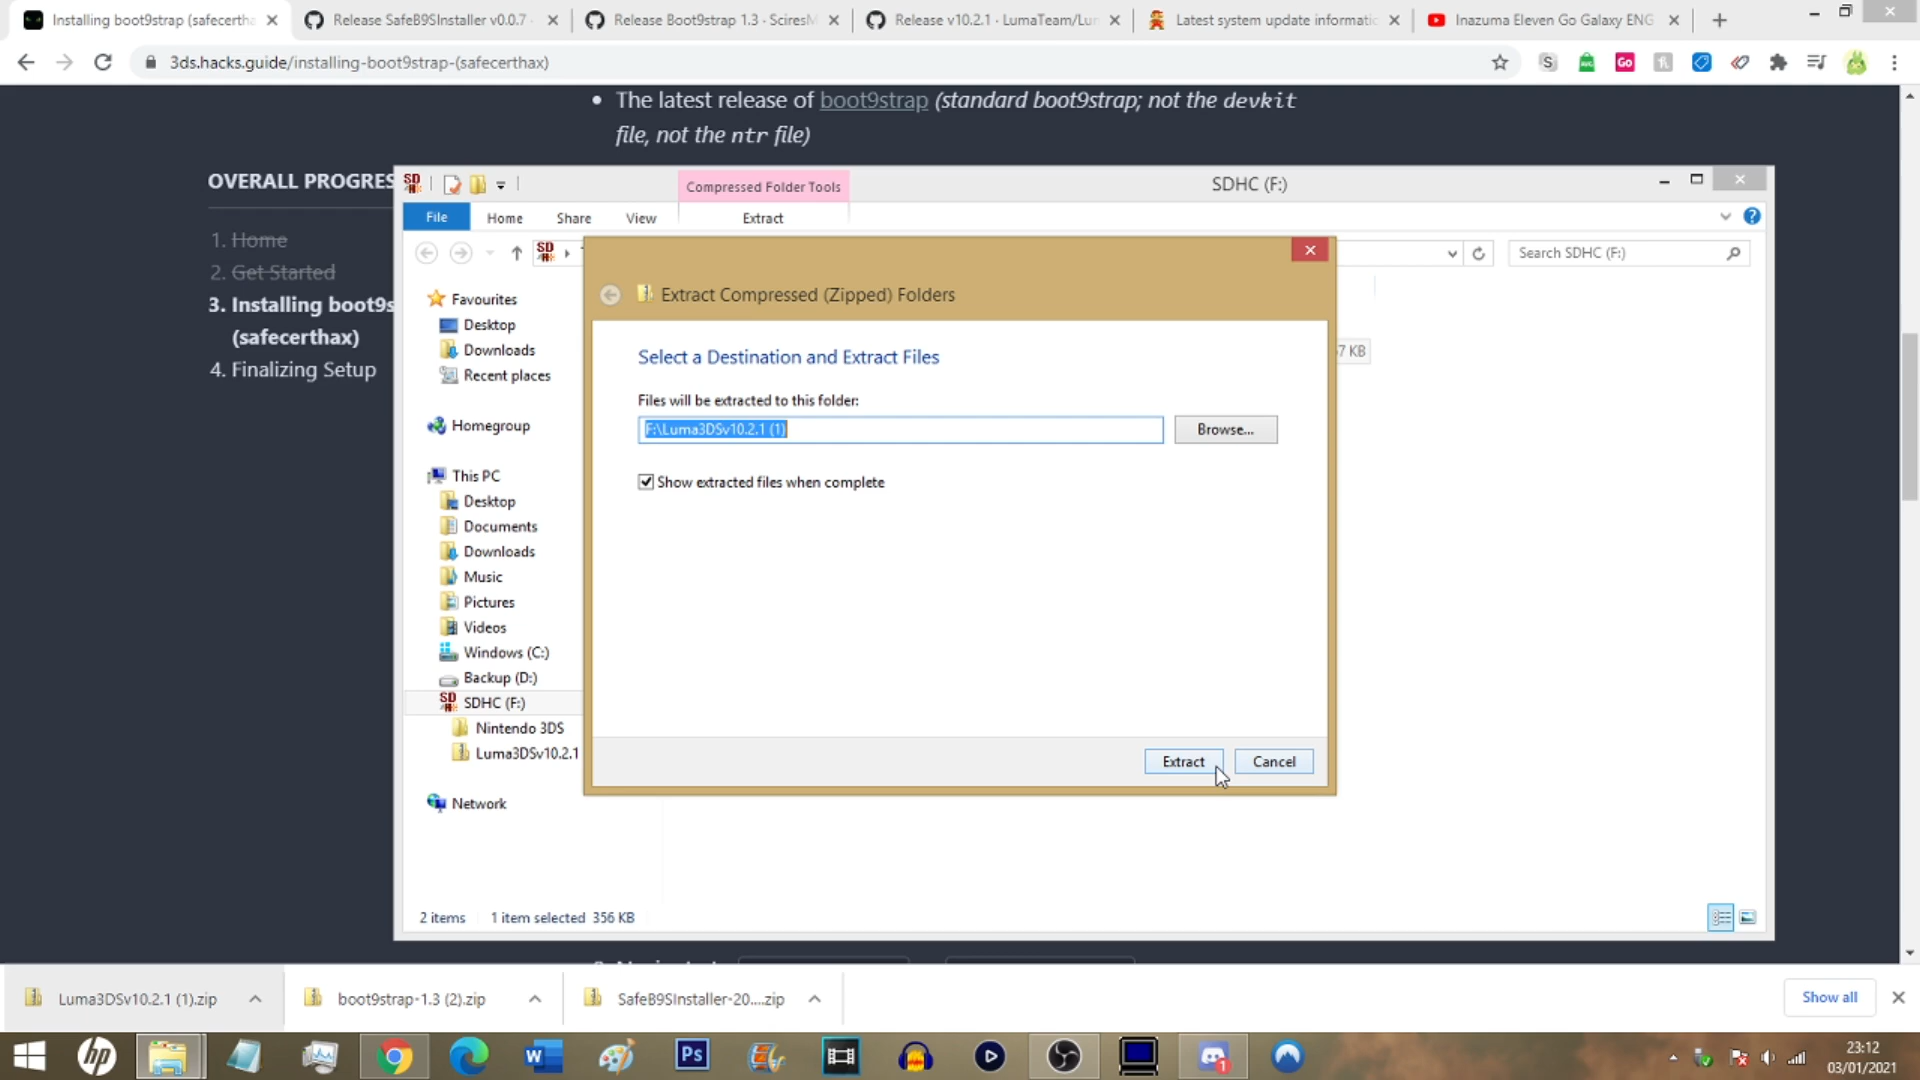 Installing boot9strap (safecertha
Release SafeB9SInstaller v0.0.7 ·
Release Boot9strap 1.3 · SciresM
Release v10.2.1 · LumaTeam/Lum
Latest system update informatic
Inazuma Eleven Go Galaxy ENG
3ds.hacks.guide/installing-boot9strap-(safecerthax)
The latest release of boot9strap (standard boot9strap; not the devkit
file, not the ntr file)
OVERALL PROGRES
1. Home
2. Get Started
3. Installing boot9s
(safecerthax)
4. Finalizing Setup
Compressed Folder Tools
SDHC (F:)
File
Home
Share
View
Extract
Search SDHC (F:)
Favourites
Desktop
Downloads
Recent places
Homegroup
This PC
Desktop
Documents
Downloads
Music
Pictures
Videos
Windows (C:)
Backup (D:)
SDHC (F:)
Nintendo 3DS
Luma3DSv10.2.1
Network
Extract Compressed (Zipped) Folders
Select a Destination and Extract Files
Files will be extracted to this folder:
F:\Luma3DSv10.2.1 (1)
Browse...
Show extracted files when complete
7 KB
Extract
Cancel
2 items
1 item selected 356 KB
Luma3DSv10.2.1 (1).zip
boot9strap-1.3 (2).zip
SafeB9SInstaller-20....zip
Show all
23:12
03/01/2021